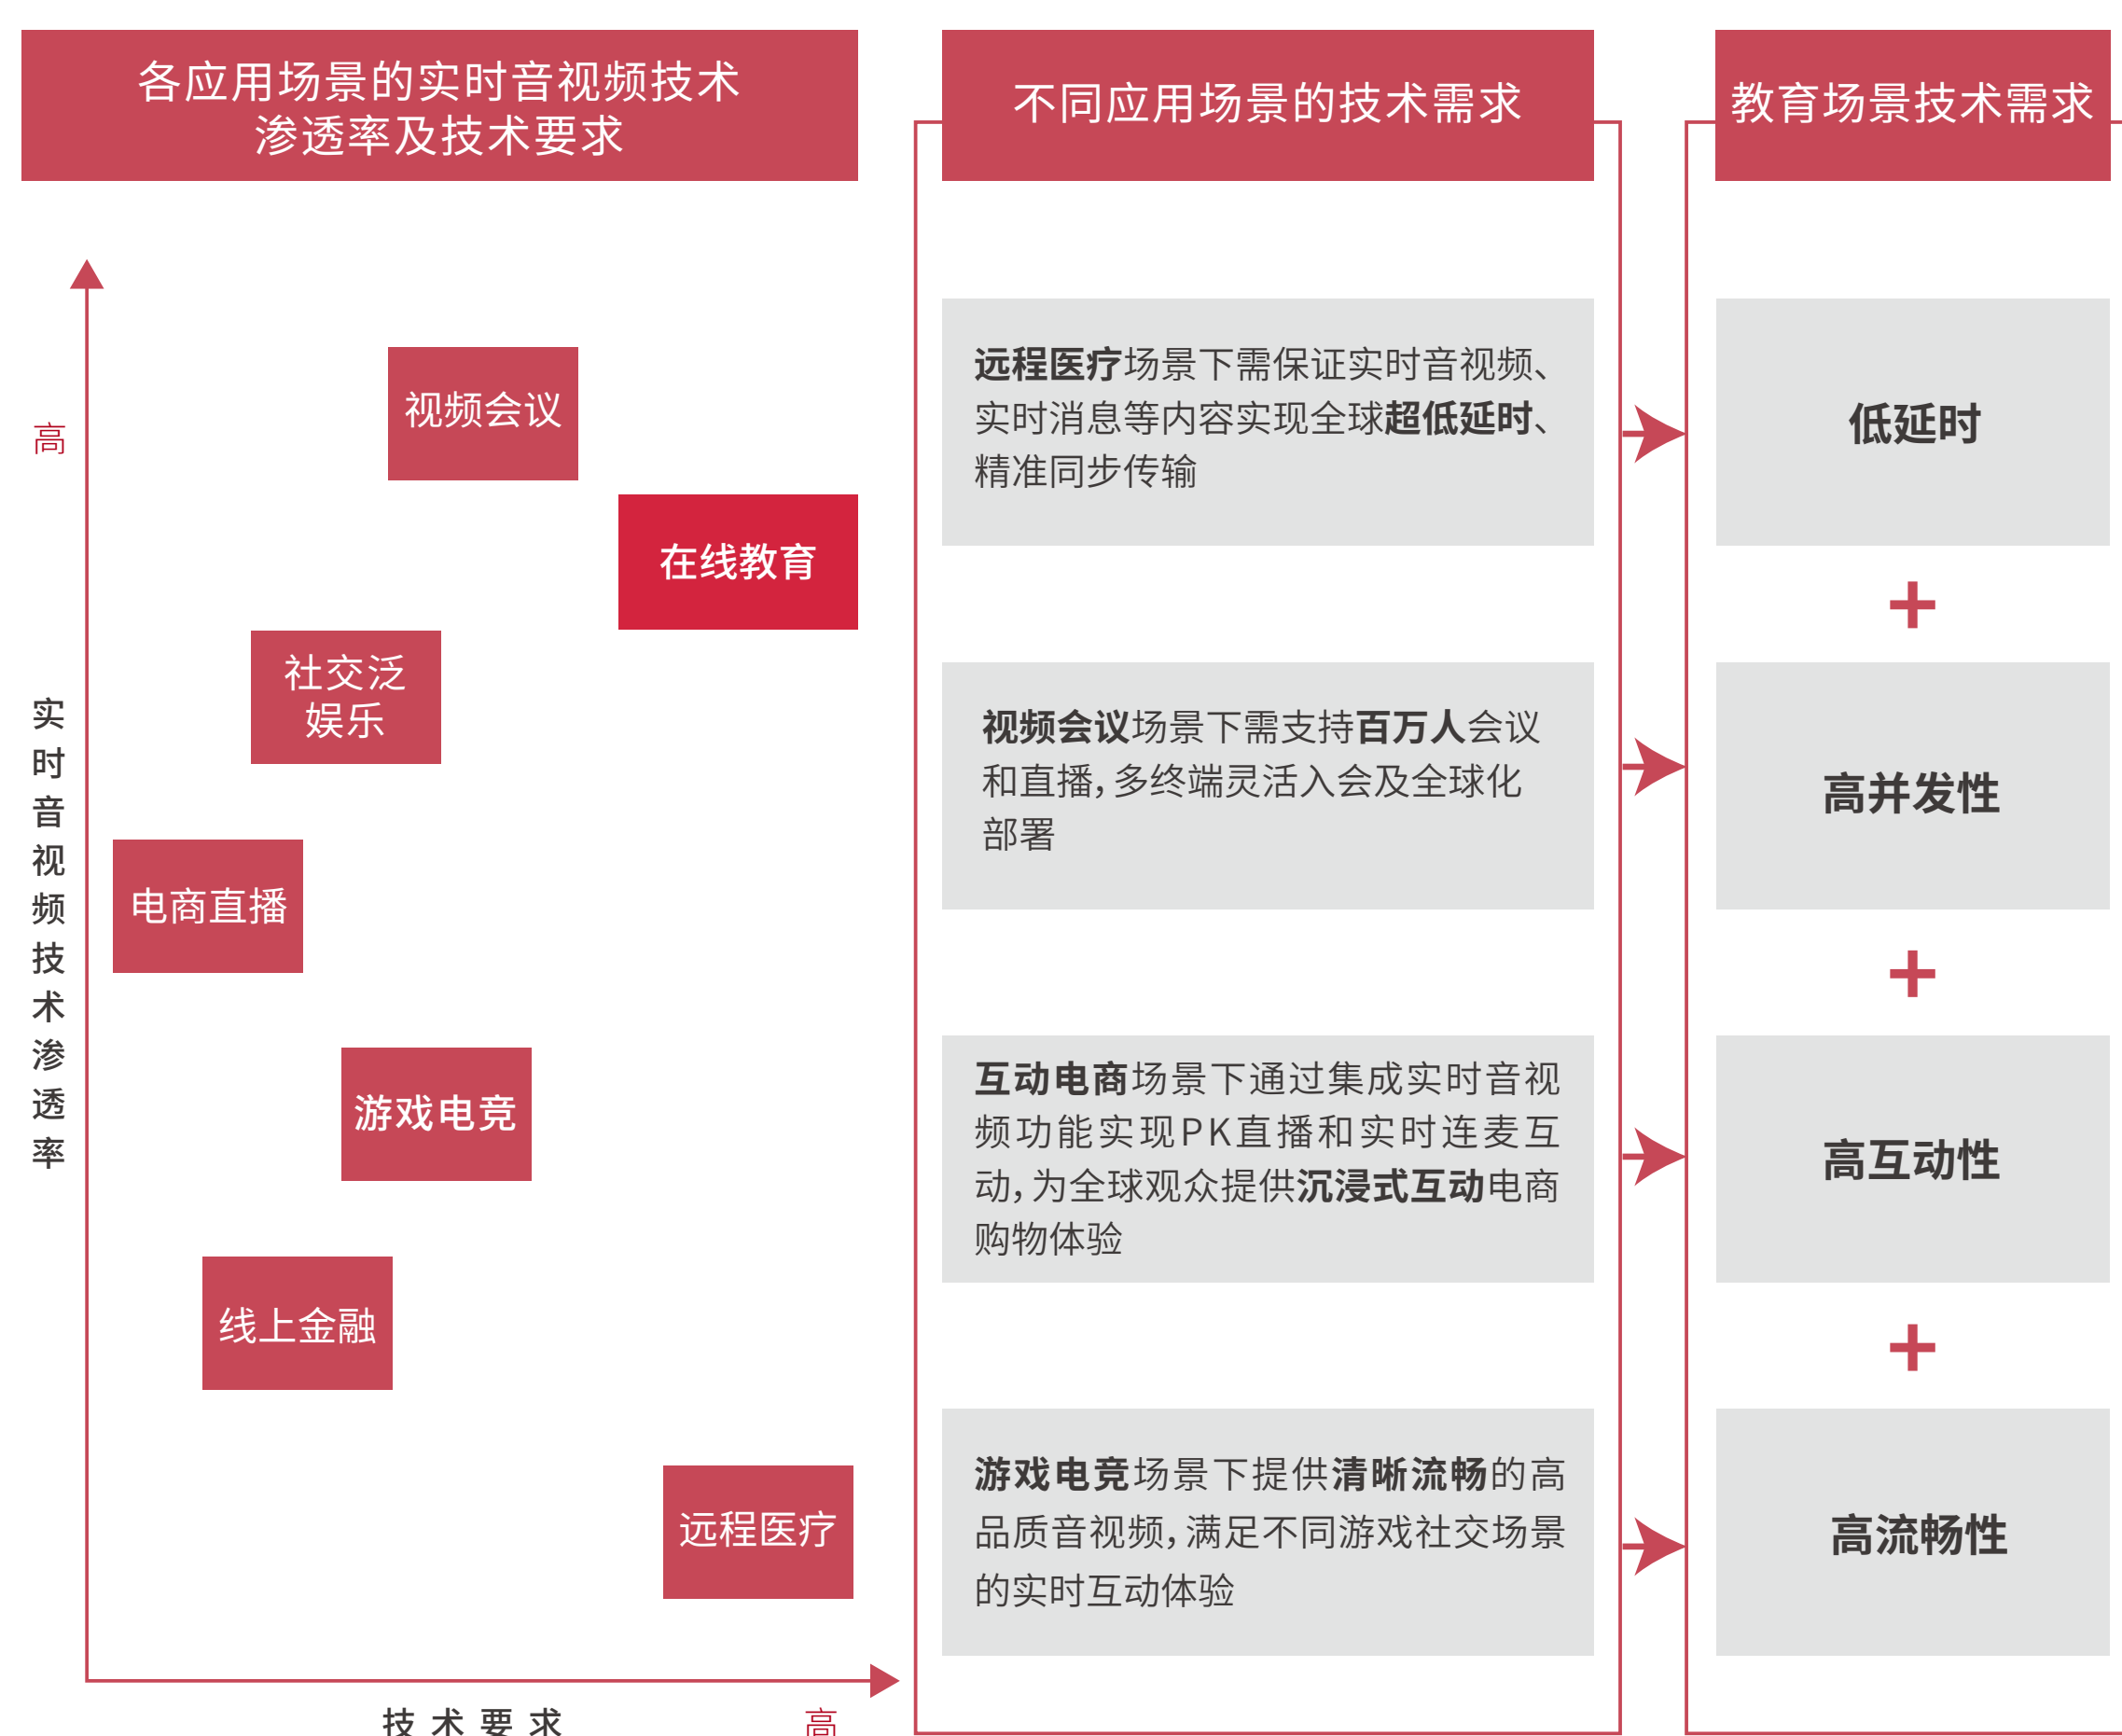 各应用场景的实时音视频技术
渗透率及技术要求
高
实时音视频技术渗透率
视频会议
在线教育
社交泛
娱乐
电商直播
游戏电竞
线上金融
远程医疗
技术要求
高
不同应用场景的技术需求
远程医疗场景下需保证实时音视频、
实时消息等内容实现全球超低延时、
精准同步传输
视频会议场景下需支持百万人会议
和直播，多终端灵活入会及全球化
部署
互动电商场景下通过集成实时音视
频功能实现PK直播和实时连麦互
动，为全球观众提供沉浸式互动电商
购物体验
游戏电竞场景下提供清晰流畅的高
品质音视频，满足不同游戏社交场景
的实时互动体验
教育场景技术需求
低延时
+
高并发性
+
高互动性
+
高流畅性